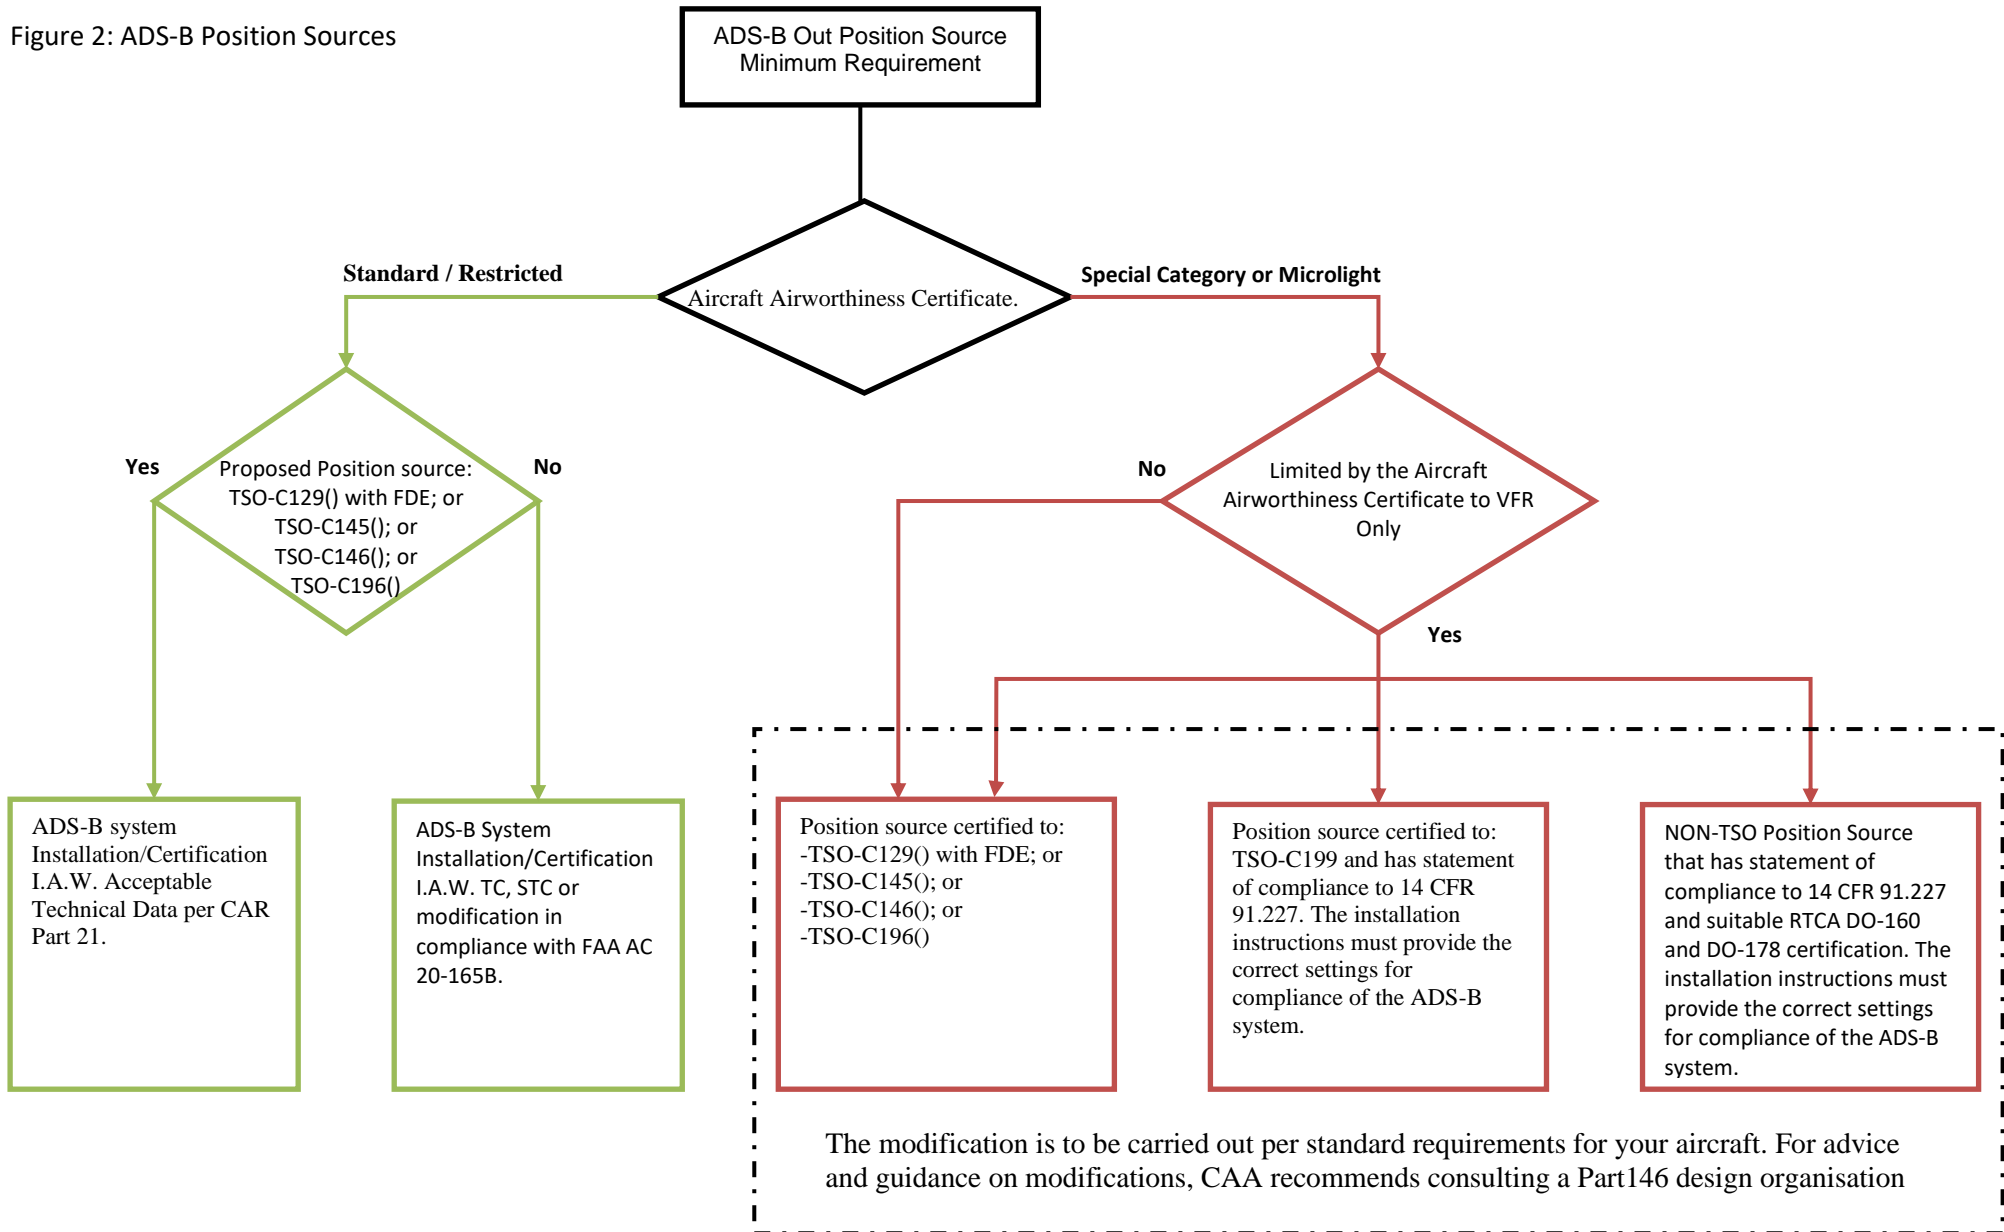 Figure 2: ADS-B Position Sources
ADS-B Out Position Source
Minimum Requirement
Standard / Restricted
Special Category or Microlight
Aircraft Airworthiness Certificate.
Yes
No
Proposed Position source:
TSO-C129() with FDE; or
TSO-C145(); or
TSO-C146(); or
TSO-C196()
No
Limited by the Aircraft
Airworthiness Certificate to VFR
Only
Yes
ADS-B system
Installation/Certification
I.A.W. Acceptable
Technical Data per CAR
Part 21.
ADS-B System
Installation/Certification
I.A.W. TC, STC or
modification in
compliance with FAA AC
20-165B.
Position source certified to:
-TSO-C129() with FDE; or
-TSO-C145(); or
-TSO-C146(); or
-TSO-C196()
Position source certified to:
TSO-C199 and has statement
of compliance to 14 CFR
91.227. The installation
instructions must provide the
correct settings for
compliance of the ADS-B
system.
NON-TSO Position Source
that has statement of
compliance to 14 CFR 91.227
and suitable RTCA DO-160
and DO-178 certification. The
installation instructions must
provide the correct settings
for compliance of the ADS-B
system.
The modification is to be carried out per standard requirements for your aircraft. For advice
and guidance on modifications, CAA recommends consulting a Part146 design organisation